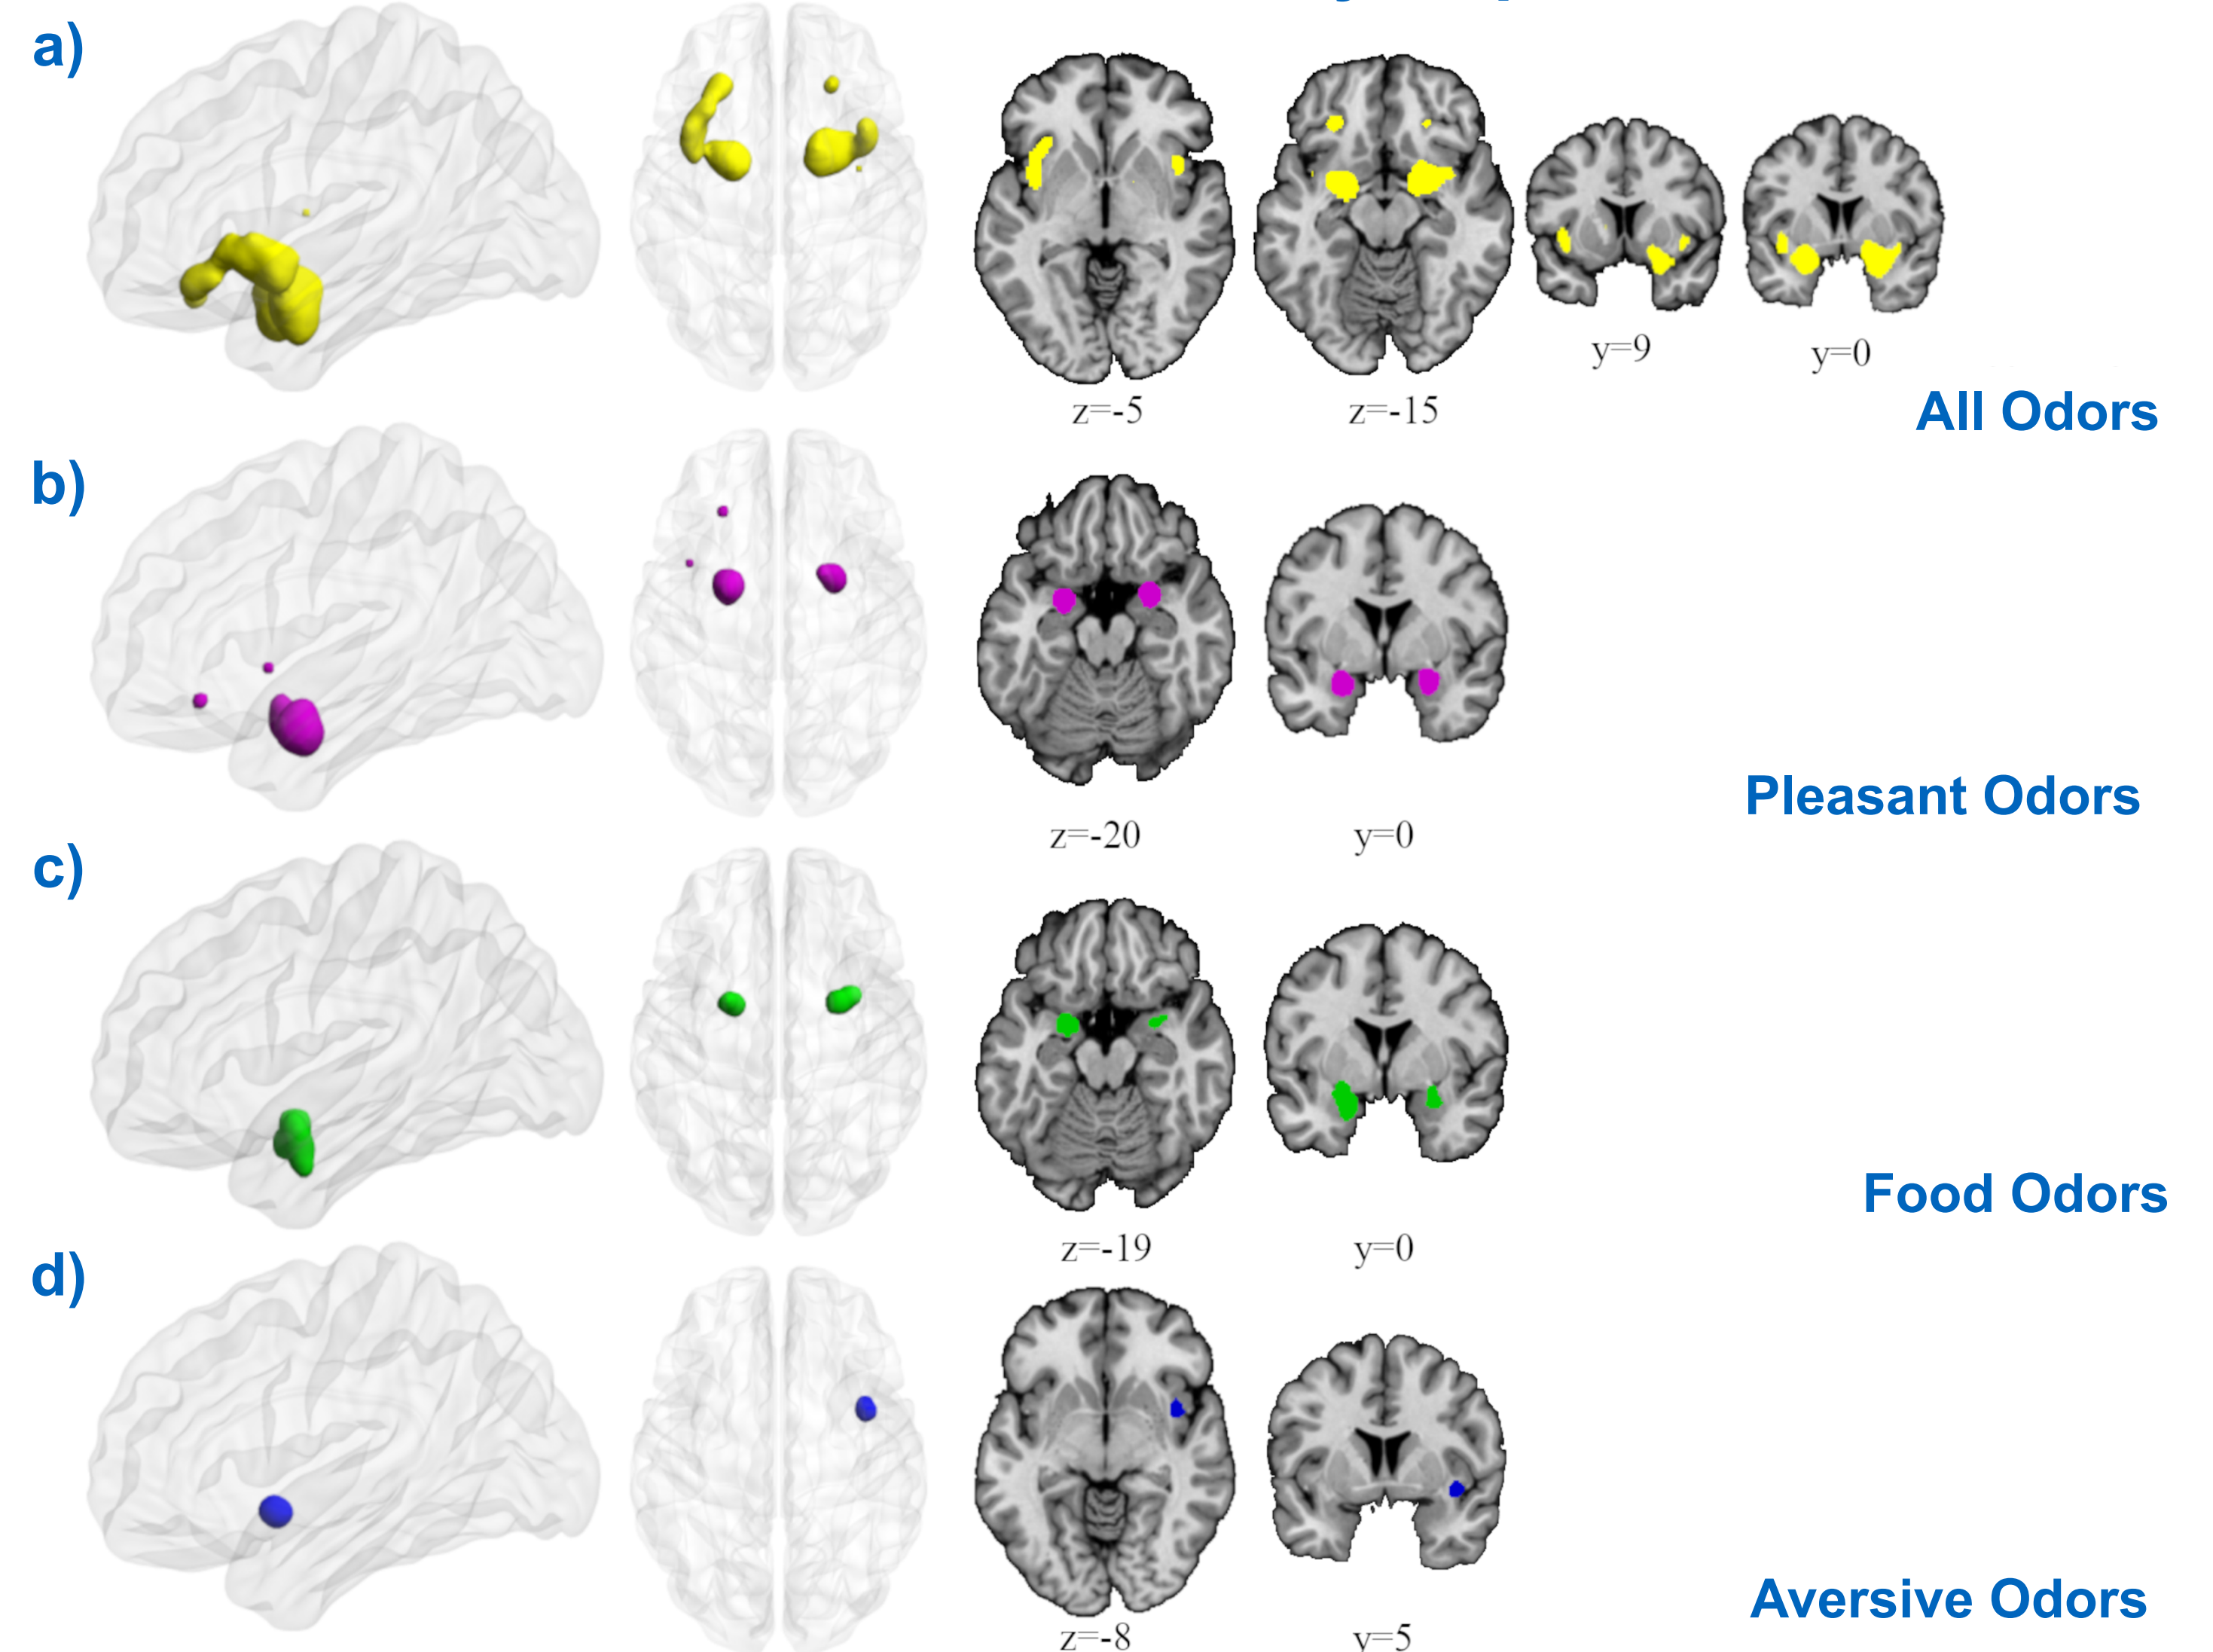 a)
z=-5
z=-15
y=9
y=0
All Odors
b)
z=-20
y=0
Pleasant Odors
c)
z=-19
y=0
Food Odors
d)
z=-8
y=5
Aversive Odors